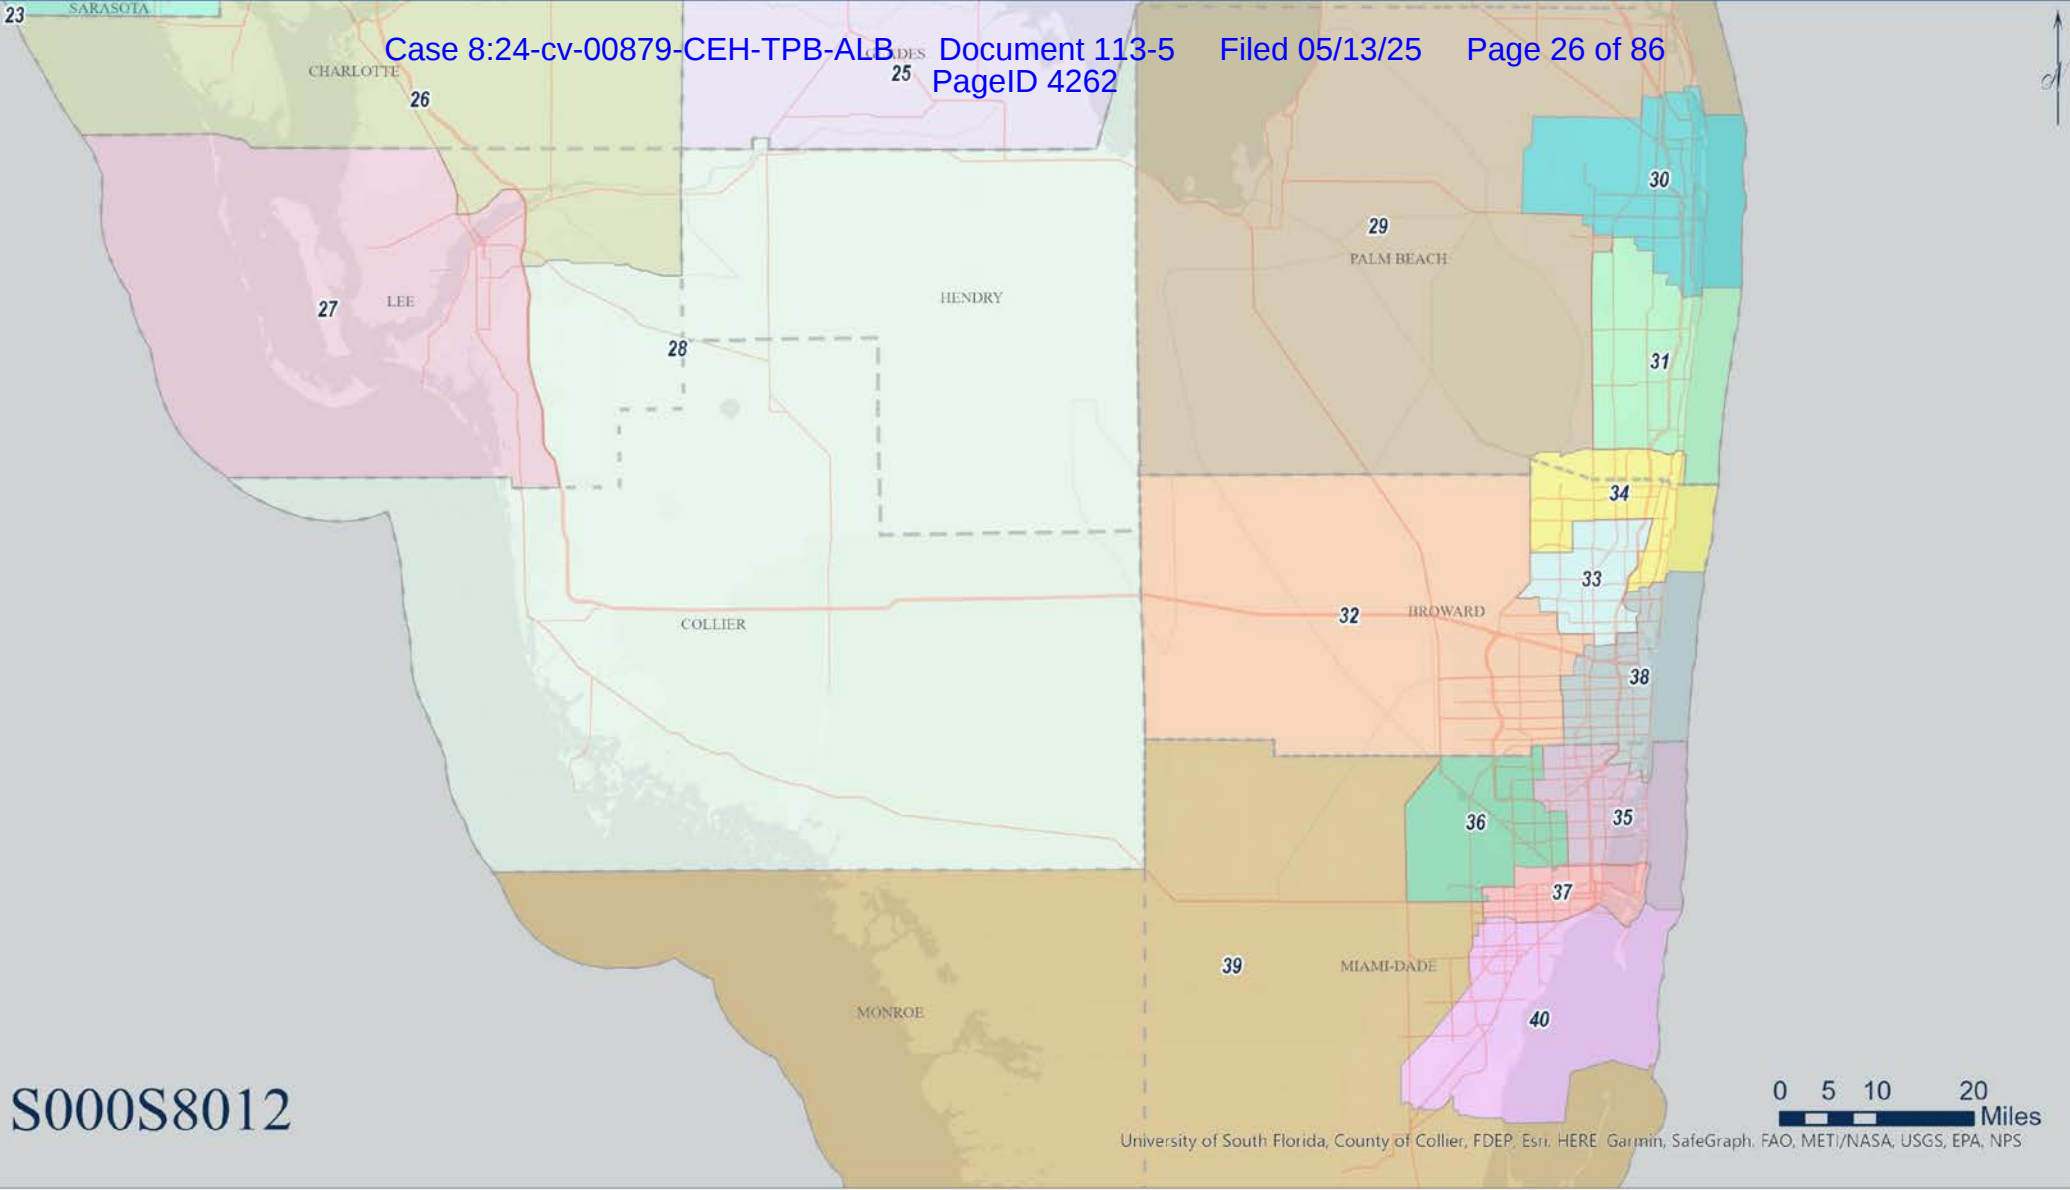 23
SARASOTA
Case 8:24-cv-00879-CEH-TPB-ALB Document 113-5 Filed 05/13/25 Page 26 of 86
PageID 4262
GLADES
25
CHARLOTTE
26
30
29
PALM BEACH
HENDRY
27
LEE
28
31
34
33
32
BROWARD
COLLIER
38
36
35
37
39
MIAMI-DADE
MONROE
40
S000S8012
0 5 10 20
Miles
University of South Florida, County of Collier, FDEP, Esri, HERE, Garmin, SafeGraph, FAO, METI/NASA, USGS, EPA, NPS